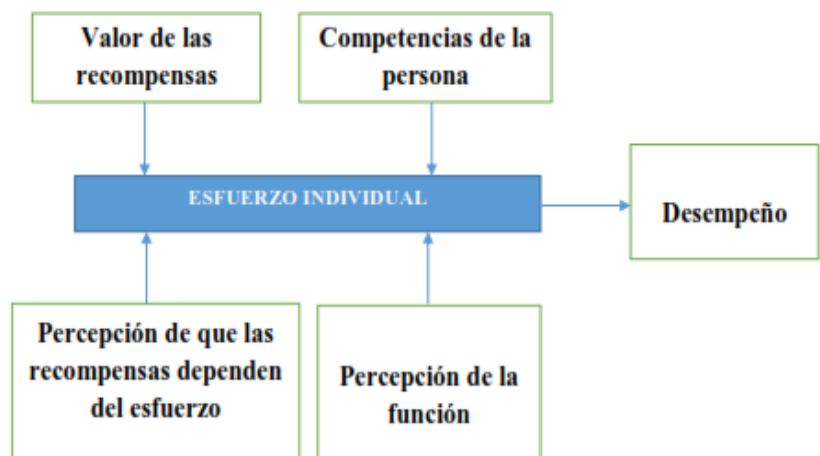 Valor de las
recompensas
Competencias de la
persona
ESFUERZO INDIVIDUAL
Desempeño
Percepción de que las
recompensas dependen
del esfuerzo
Percepción de la
función